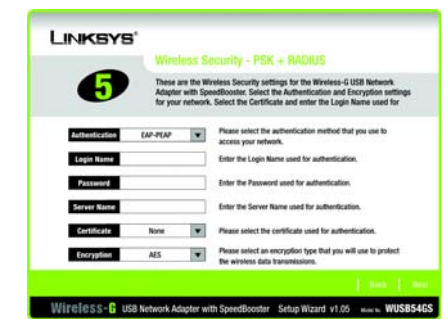 LINKSYS®
Wireless Security - PSK + RADIUS
5
These are the Wireless Security settings for the Wireless-G USB Network
Adapter with SpeedBooster. Select the Authentication and Encryption settings
for your network. Select the Certificate and enter the Login Name used for
Authentication EAP-PEAP Please select the authentication method that you use to
access your network.
Login Name Enter the Login Name used for authentication.
Password Enter the Password used for authentication.
Server Name Enter the Server Name used for authentication.
Certificate None Please select the certificate used for authentication.
Encryption AES Please select an encryption type that you will use to protect
the wireless data transmissions.
Back Next
Wireless-G USB Network Adapter with SpeedBooster Setup Wizard v1.05 Model No. WUSB54GS